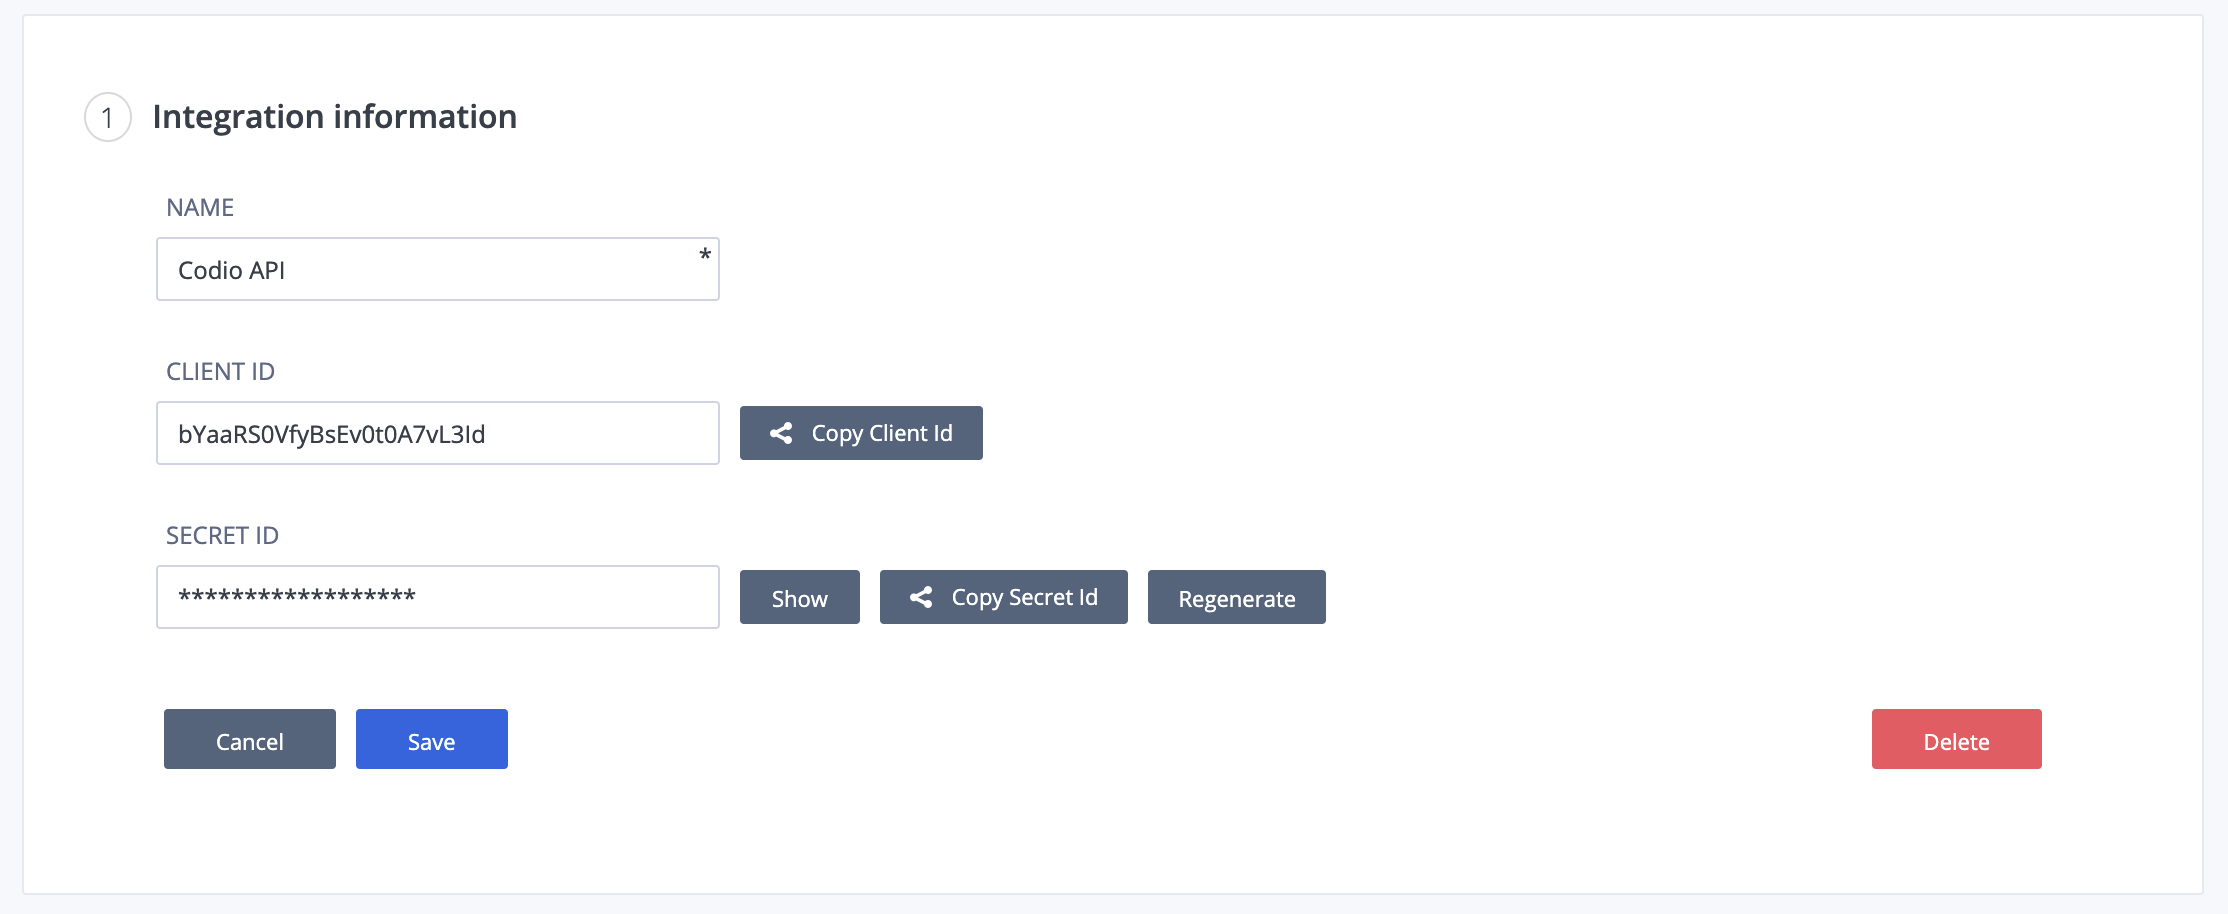 1 Integration information
NAME
Codio API *
CLIENT ID
bYaaRS0VfyBsEv0t0A7vL3Id
Copy Client Id
SECRET ID
******************
Show Copy Secret Id Regenerate
Cancel Save Delete